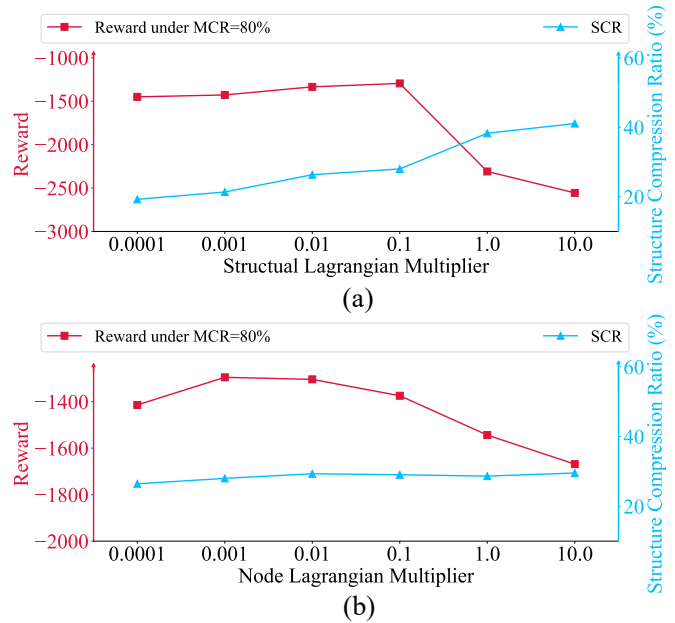 Reward under MCR=80% SCR
−1000 60
−1500
−2000 40
−2500 20
−3000
Reward
Structure Compression Ratio (%)
0.0001 0.001 0.01 0.1 1.0 10.0
Structual Lagrangian Multiplier
(a)
Reward under MCR=80% SCR
60
−1400
40
−1600
−1800 20
−2000
Reward
Structure Compression Ratio (%)
0.0001 0.001 0.01 0.1 1.0 10.0
Node Lagrangian Multiplier
(b)